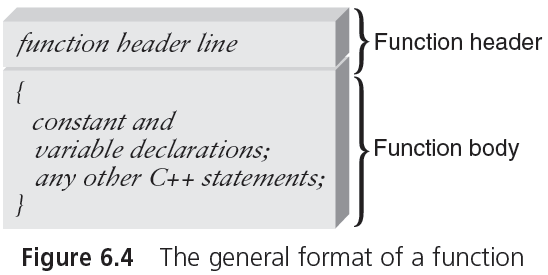 function header line
Function header
{
constant and
variable declarations;
any other C++ statements;
}
Function body
Figure 6.4 The general format of a function